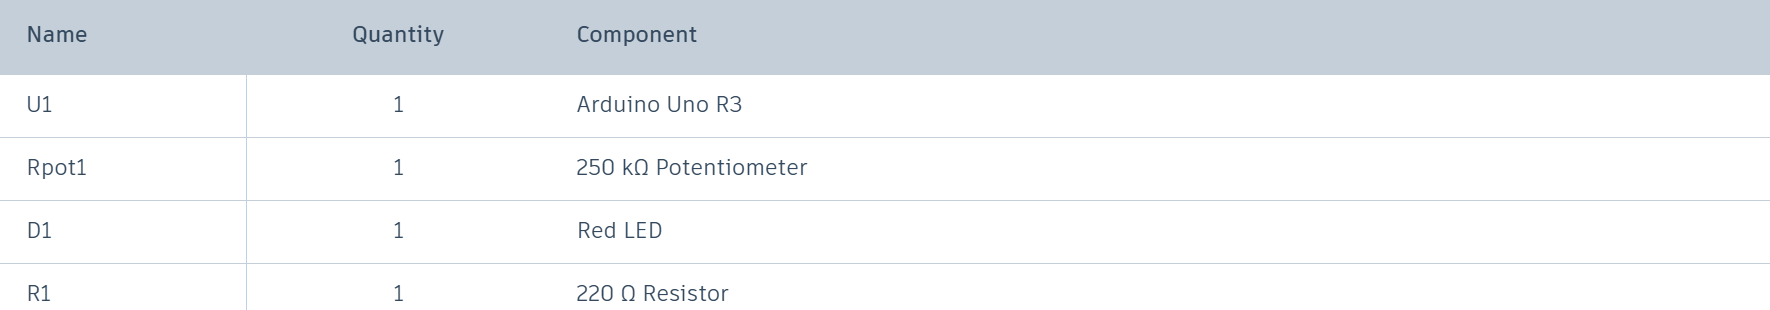 Name Quantity Component
U1 1 Arduino Uno R3
Rpot1 1 250 kΩ Potentiometer
D1 1 Red LED
R1 1 220 Ω Resistor